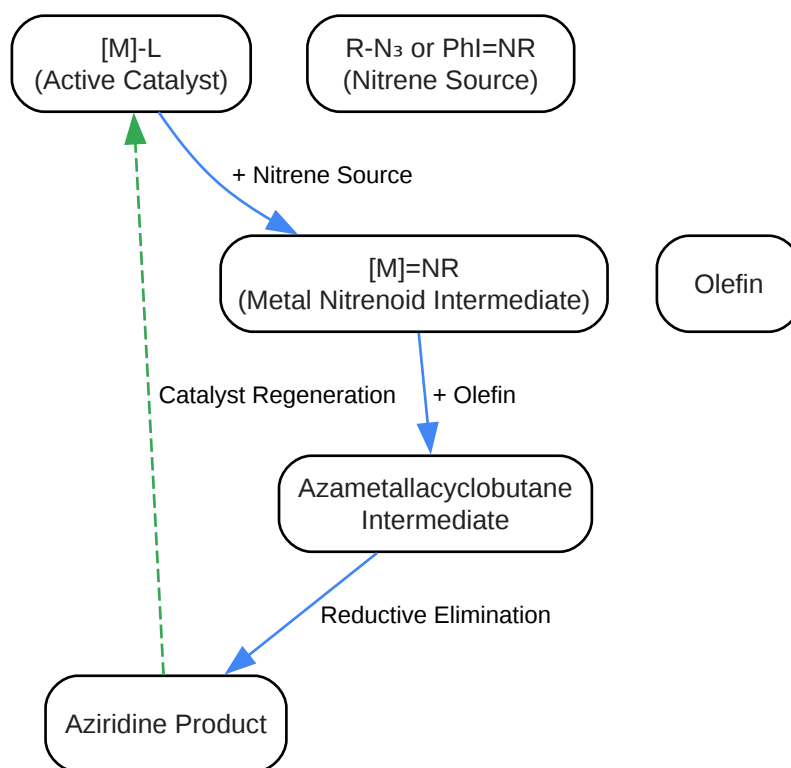 [M]-L
(Active Catalyst)
R-N₃ or PhI=NR
(Nitrene Source)
+ Nitrene Source
[M]=NR
(Metal Nitrenoid Intermediate)
Olefin
Catalyst Regeneration
+ Olefin
Azametallacyclobutane
Intermediate
Reductive Elimination
Aziridine Product